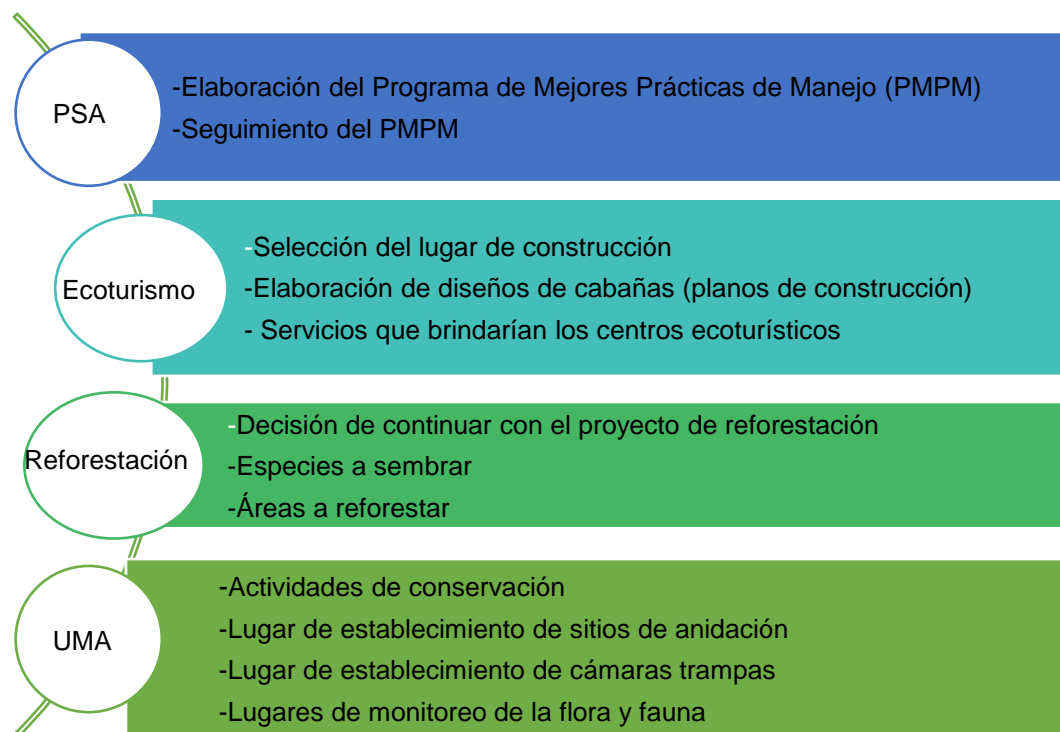 PSA
-Elaboración del Programa de Mejores Prácticas de Manejo (PMPM)
-Seguimiento del PMPM
Ecoturismo
-Selección del lugar de construcción
-Elaboración de diseños de cabañas (planos de construcción)
- Servicios que brindarían los centros ecoturísticos
Reforestación
-Decisión de continuar con el proyecto de reforestación
-Especies a sembrar
-Áreas a reforestar
UMA
-Actividades de conservación
-Lugar de establecimiento de sitios de anidación
-Lugar de establecimiento de cámaras trampas
-Lugares de monitoreo de la flora y fauna